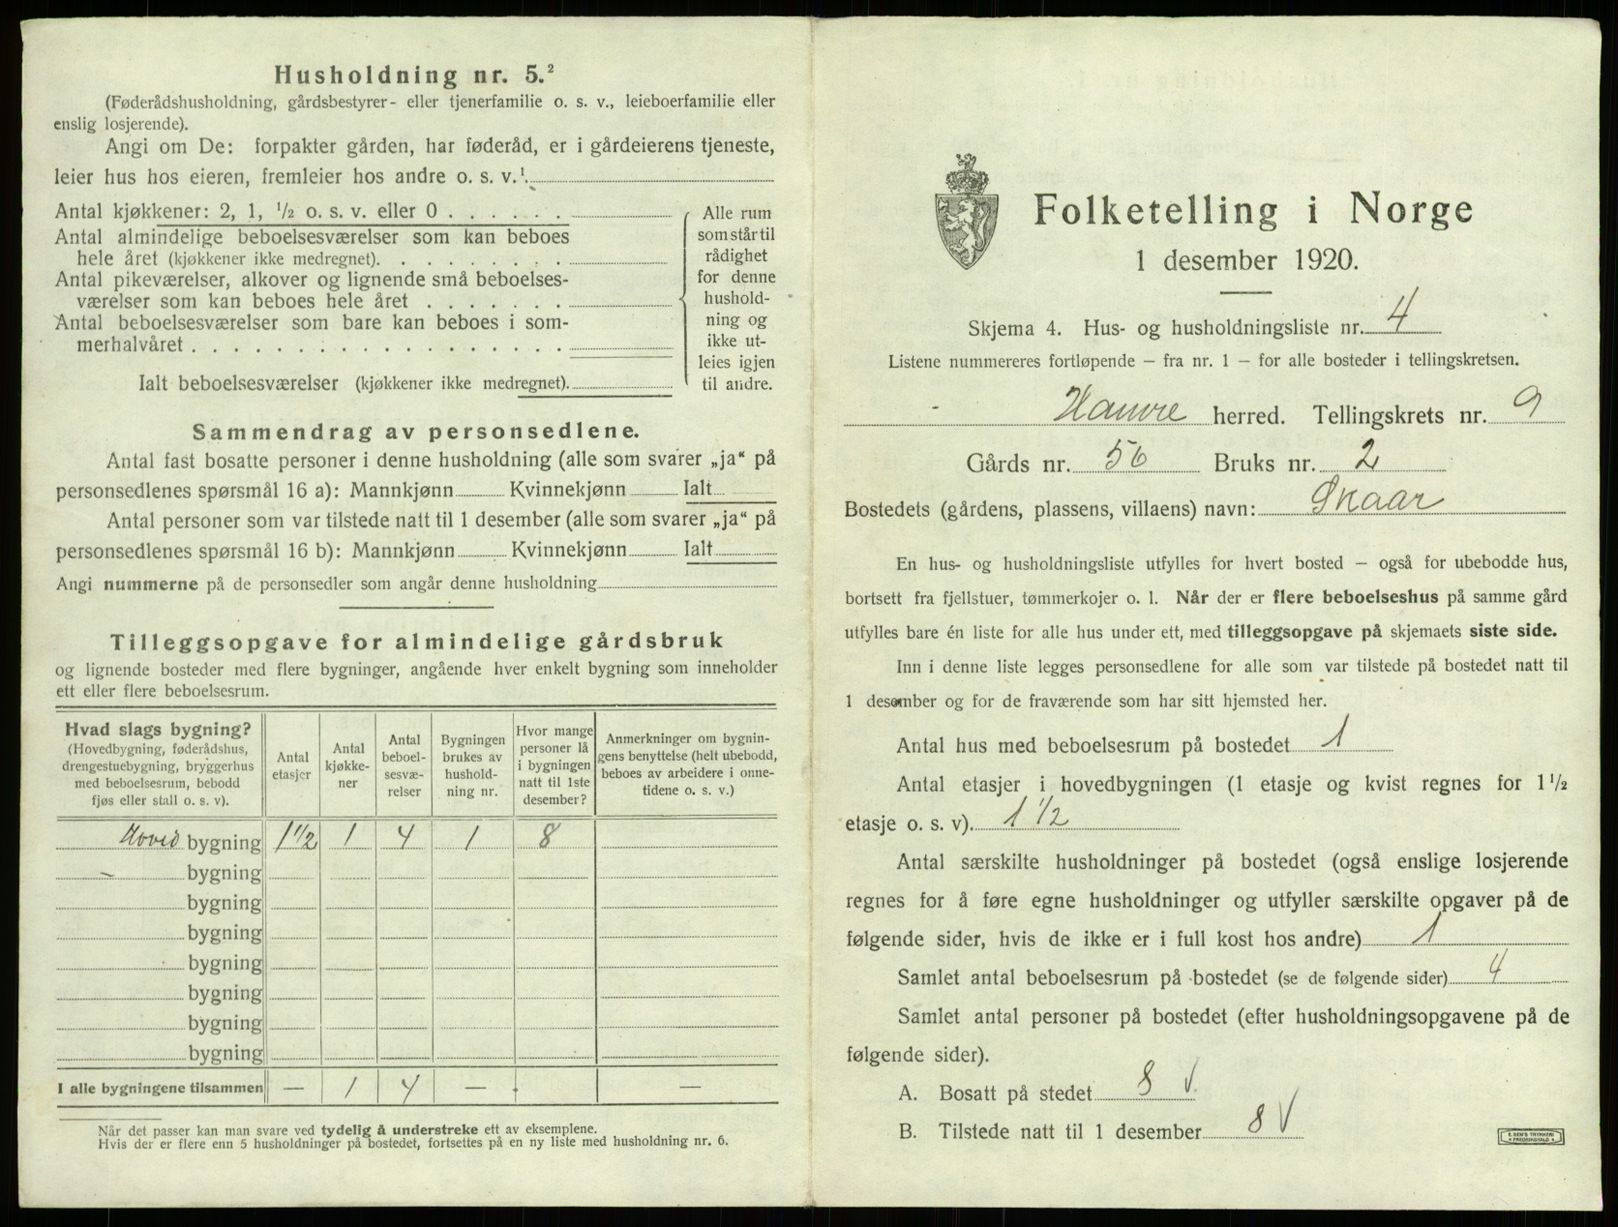 Husholdning nr. 5.²
(Føderådshusholdning, gårdsbestyrer- eller tjenerfamilie o. s. v., leieboerfamilie eller
enslig losjerende).
Angi om De: forpakter gården, har føderåd, er i gårdeierens tjeneste,
leier hus hos eieren, fremleier hos andre o. s. v.¹
Antal kjøkkener: 2, 1, ½ o. s. v. eller 0 . . . . . .
Antal almindelige beboelsesværelser som kan beboes
hele året (kjøkkener ikke medregnet). . . . . . . . .
Antal pikeværelser, alkover og lignende små beboelses-
værelser som kan beboes hele året . . . . . . .
Antal beboelsesværelser som bare kan beboes i som-
merhalvåret . . . . . . . . . . . . . . . . . .
Ialt beboelsesværelser (kjøkkener ikke medregnet).
Alle rum
som står til
rådighet
for denne
hushold-
ning og
ikke ut-
leies igjen
til andre.
Sammendrag av personsedlene.
Antal fast bosatte personer i denne husholdning (alle som svarer „ja“ på
personsedlenes spørsmål 16 a): Mannkjønn Kvinnekjønn Ialt
Antal personer som var tilstede natt til 1 desember (alle som svarer „ja“ på
personsedlenes spørsmål 16 b): Mannkjønn Kvinnekjønn Ialt
Angi nummerne på de personsedler som angår denne husholdning
Tilleggsopgave for almindelige gårdsbruk
og lignende bosteder med flere bygninger, angående hver enkelt bygning som inneholder
ett eller flere beboelsesrum.
Hvad slags bygning?
(Hovedbygning, føderådshus,
drengestuebygning, bryggerhus
med beboelsesrum, bebodd
fjøs eller stall o. s. v).
Antal
etasjer
Antal
kjøkke-
ner
Antal
beboel-
sesvæ-
relser
Bygningen
brukes av
hushold-
ning nr.
Hvor mange
personer lå
i bygningen
natt til 1ste
desember?
Anmerkninger om bygnin-
gens benyttelse (helt ubebodd,
beboes av arbeidere i onne-
tidene o. s. v.)
Hoved bygning 1½ 1 4 1 8
bygning
bygning
bygning
bygning
bygning
bygning
bygning
I alle bygningene tilsammen — 1 4 — —
Når det passer kan man svare ved tydelig å understreke ett av eksemplene.
Hvis der er flere enn 5 husholdninger på bostedet, fortsettes på en ny liste med husholdning nr. 6.
Folketelling i Norge
1 desember 1920.
Skjema 4. Hus- og husholdningsliste nr. 4
Listene nummereres fortløpende — fra nr. 1 — for alle bosteder i tellingskretsen.
Hamre herred. Tellingskrets nr. 9
Gårds nr. 56 Bruks nr. 2
Bostedets (gårdens, plassens, villaens) navn: Skaar
En hus- og husholdningsliste utfylles for hvert bosted — også for ubebodde hus,
bortsett fra fjellstuer, tømmerkojer o. l. Når der er flere beboelseshus på samme gård
utfylles bare én liste for alle hus under ett, med tilleggsopgave på skjemaets siste side.
Inn i denne liste legges personsedlene for alle som var tilstede på bostedet natt til
1 desember og for de fraværende som har sitt hjemsted her.
Antal hus med beboelsesrum på bostedet 1
Antal etasjer i hovedbygningen (1 etasje og kvist regnes for 1½
etasje o. s. v). 1½
Antal særskilte husholdninger på bostedet (også enslige losjerende
regnes for å føre egne husholdninger og utfyller særskilte opgaver på de
følgende sider, hvis de ikke er i full kost hos andre) 1
Samlet antal beboelsesrum på bostedet (se de følgende sider) 4
Samlet antal personer på bostedet (efter husholdningsopgavene på de
følgende sider).
A. Bosatt på stedet 8 V.
B. Tilstede natt til 1 desember 8 V